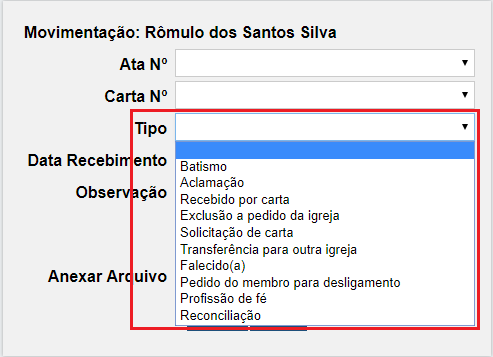 Movimentação: Rômulo dos Santos Silva
Ata Nº
Carta Nº
Tipo
Data Recebimento
Observação
Anexar Arquivo
Batismo
Aclamação
Recebido por carta
Exclusão a pedido da igreja
Solicitação de carta
Transferência para outra igreja
Falecido(a)
Pedido do membro para desligamento
Profissão de fé
Reconciliação